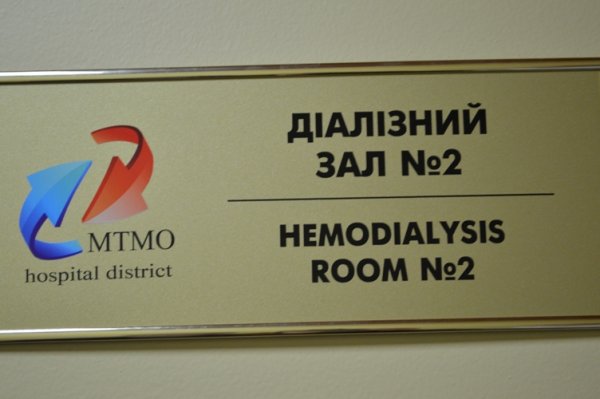 MTMO
hospital district
ДІАЛІЗНИЙ
ЗАЛ №2
HEMODIALYSIS
ROOM №2